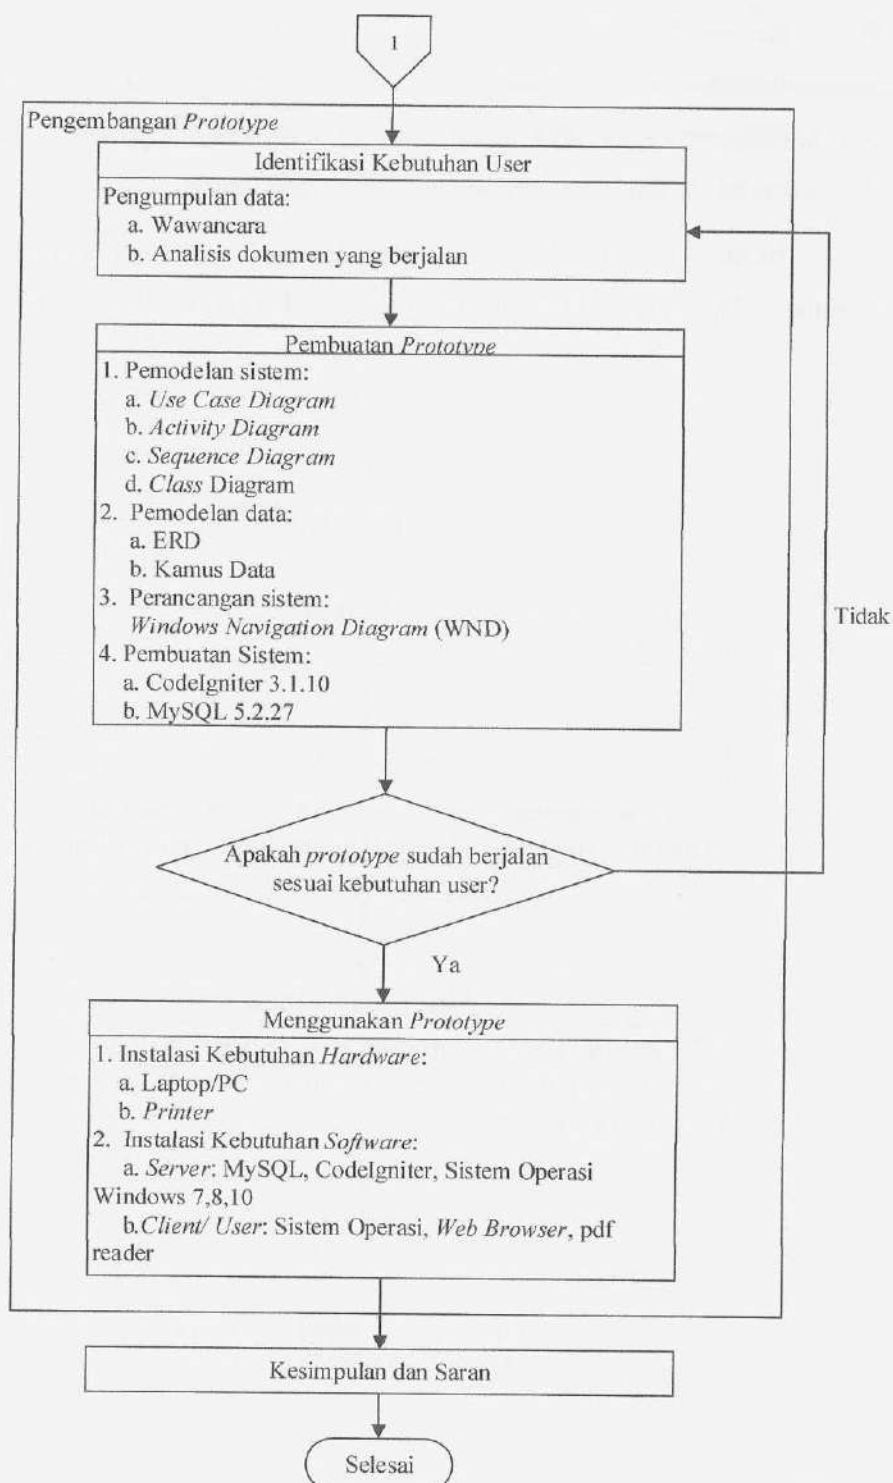 1
Pengembangan Prototype
Identifikasi Kebutuhan User
Pengumpulan data:
a. Wawancara
b. Analisis dokumen yang berjalan
Pembuatan Prototype
1. Pemodelan sistem:
a. Use Case Diagram
b. Activity Diagram
c. Sequence Diagram
d. Class Diagram
2. Pemodelan data:
a. ERD
b. Kamus Data
3. Perancangan sistem:
Windows Navigation Diagram (WND)
4. Pembuatan Sistem:
a. CodeIgniter 3.1.10
b. MySQL 5.2.27
Tidak
Apakah prototype sudah berjalan
sesuai kebutuhan user?
Ya
Menggunakan Prototype
1. Instalasi Kebutuhan Hardware:
a. Laptop/PC
b. Printer
2. Instalasi Kebutuhan Software:
a. Server: MySQL, CodeIgniter, Sistem Operasi
Windows 7,8,10
b.Client/ User: Sistem Operasi, Web Browser, pdf
reader
Kesimpulan dan Saran
Selesai